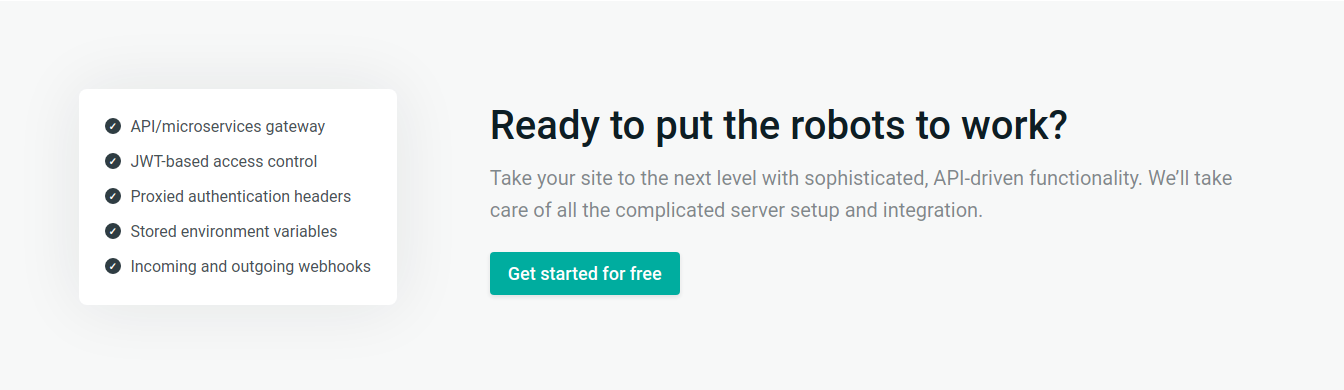 API/microservices gateway
JWT-based access control
Proxied authentication headers
Stored environment variables
Incoming and outgoing webhooks
Ready to put the robots to work?
Take your site to the next level with sophisticated, API-driven functionality. We’ll take
care of all the complicated server setup and integration.
Get started for free